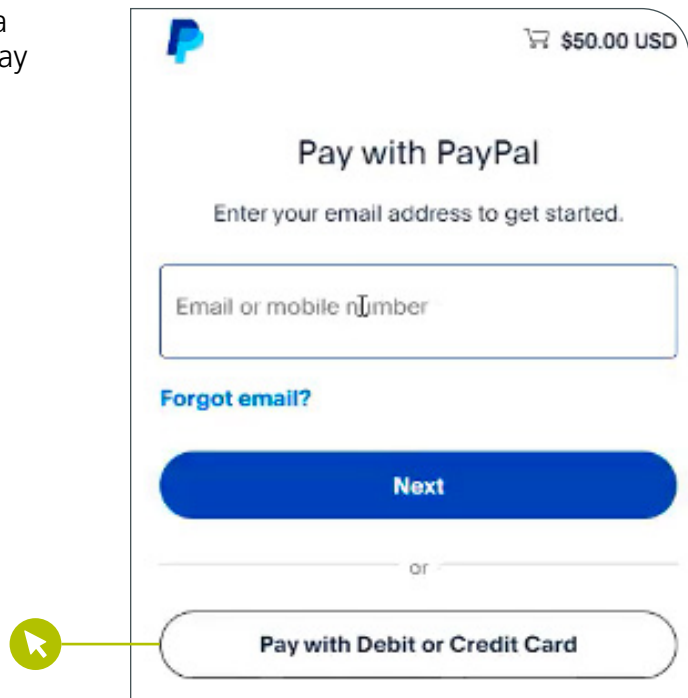 a
ay
$50.00 USD
Pay with PayPal
Enter your email address to get started.
Email or mobile number
Forgot email?
Next
or
Pay with Debit or Credit Card